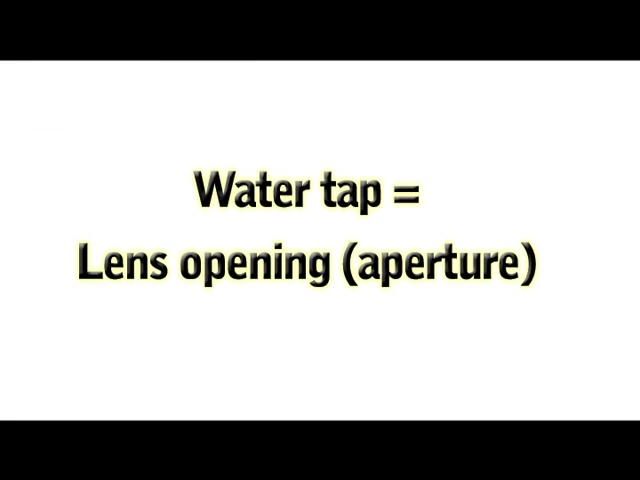 Water tap =
Lens opening (aperture)